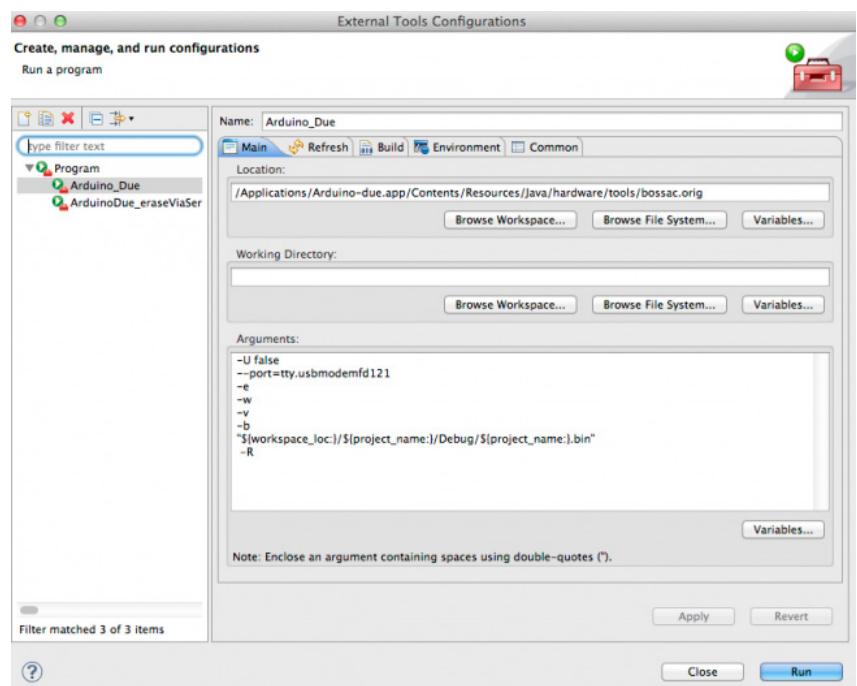 External Tools Configurations
Create, manage, and run configurations
Run a program
type filter text
Program
Arduino_Due
ArduinoDue_eraseViaSer
Filter matched 3 of 3 items
Name: Arduino_Due
Main Refresh Build Environment Common
Location:
/Applications/Arduino-due.app/Contents/Resources/Java/hardware/tools/bossac.orig
Browse Workspace... Browse File System... Variables...
Working Directory:
Browse Workspace... Browse File System... Variables...
Arguments:
-U false
--port=tty.usbmodemfd121
-e
-w
-v
-b
"${workspace_loc:}/${project_name:}/Debug/${project_name:}.bin"
-R
Variables...
Note: Enclose an argument containing spaces using double-quotes (").
Apply Revert
? Close Run